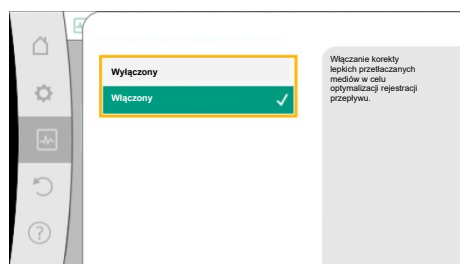 Wyłączony
Włączony
Włączanie korekty
lepkich przetłaczanych
mediów w celu
optymalizacji rejestracji
przepływu.